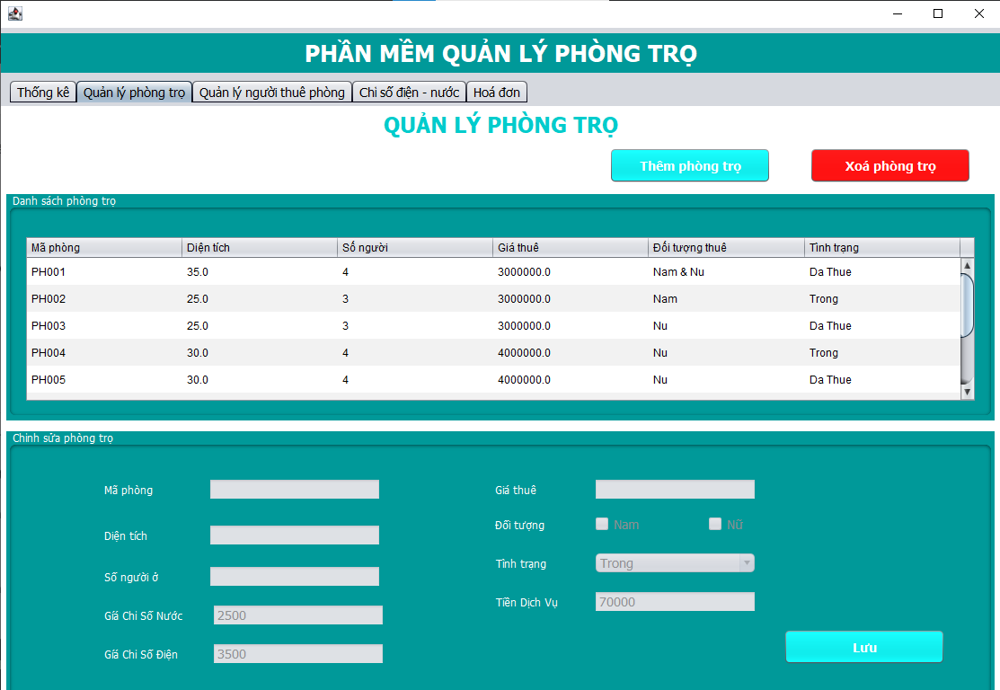 PHẦN MỀM QUẢN LÝ PHÒNG TRỌ
Thống kê Quản lý phòng trọ Quản lý người thuê phòng Chỉ số điện - nước Hoá đơn
QUẢN LÝ PHÒNG TRỌ
Thêm phòng trọ Xoá phòng trọ
Danh sách phòng trọ
Mã phòng Diện tích Số người Giá thuê Đối tượng thuê Tình trạng
PH001 35.0 4 3000000.0 Nam & Nu Da Thue
PH002 25.0 3 3000000.0 Nam Trong
PH003 25.0 3 3000000.0 Nu Da Thue
PH004 30.0 4 4000000.0 Nu Trong
PH005 30.0 4 4000000.0 Nu Da Thue
Chỉnh sửa phòng trọ
Mã phòng Giá thuê
Đối tượng Nam Nữ
Diện tích
Tình trạng Trong
Số người ở
Tiền Dịch Vụ 70000
Giá Chỉ Số Nước 2500
Giá Chỉ Số Điện 3500
Lưu